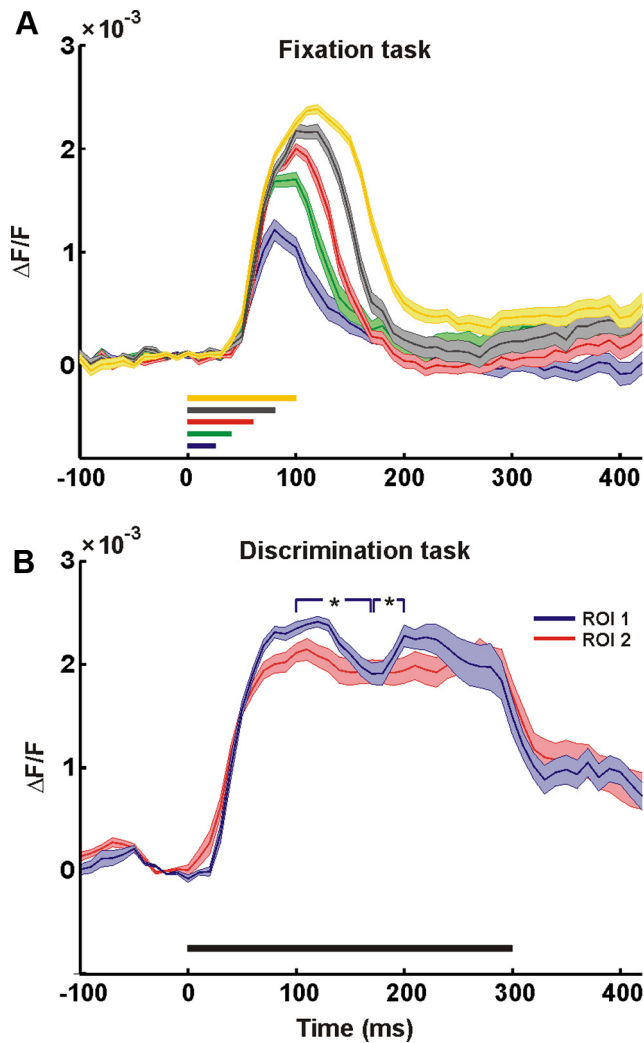 A
×10⁻³
Fixation task
3
2
1
0
ΔF/F
-100 0 100 200 300 400
B
×10⁻³
Discrimination task
3
2
1
0
ΔF/F
* *
ROI 1
ROI 2
-100 0 100 200 300 400
Time (ms)